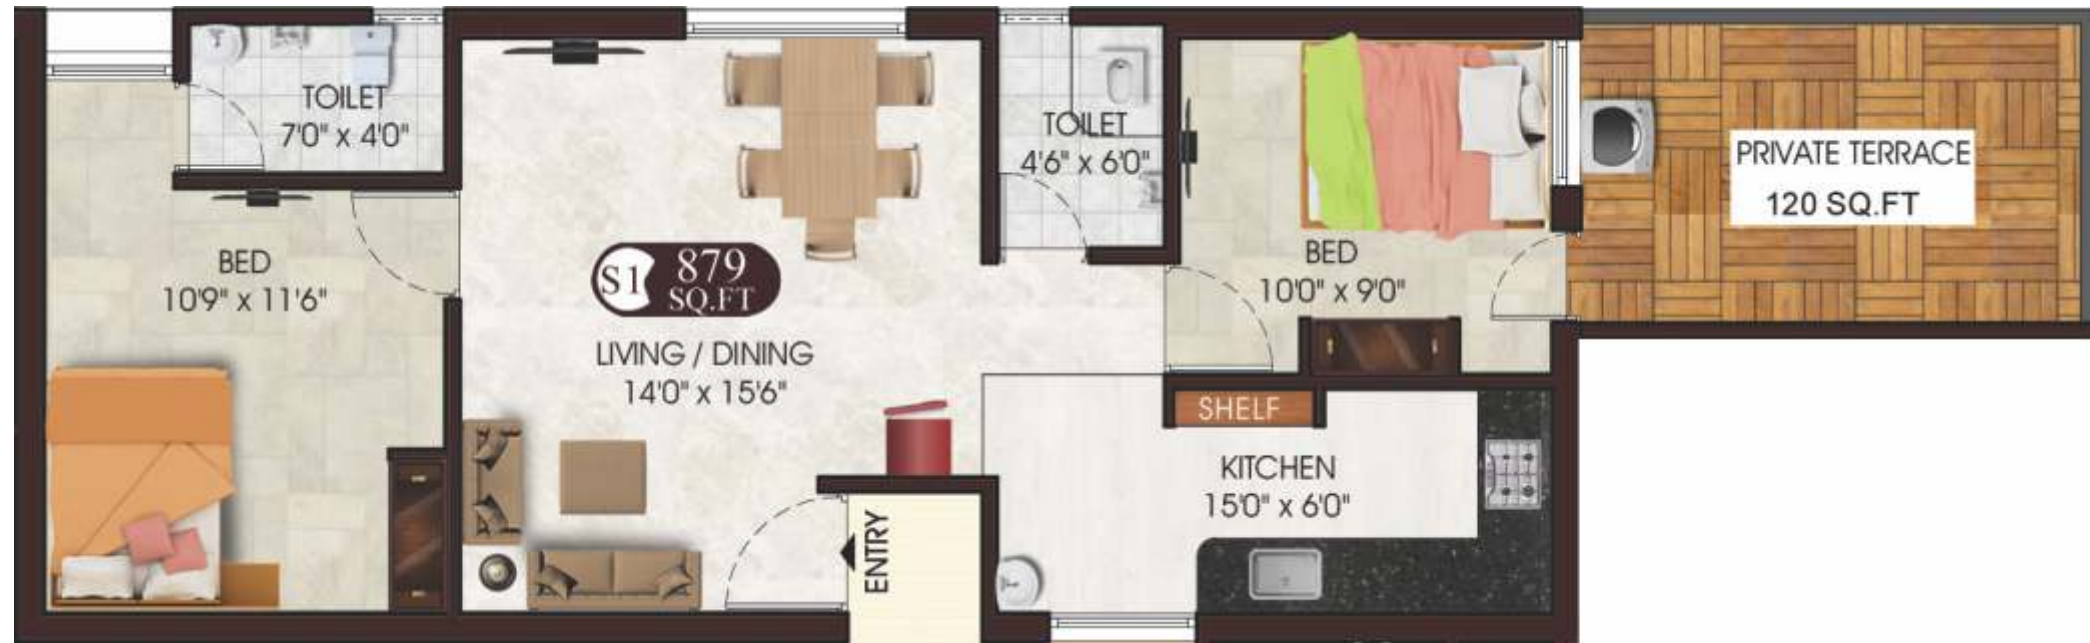 TOILET
7'0" x 4'0"
BED
10'9" x 11'6"
S1
879
SQ.FT
LIVING / DINING
14'0" x 15'6"
TOILET
4'6" x 6'0"
BED
10'0" x 9'0"
PRIVATE TERRACE
120 SQ.FT
SHELF
KITCHEN
15'0" x 6'0"
ENTRY